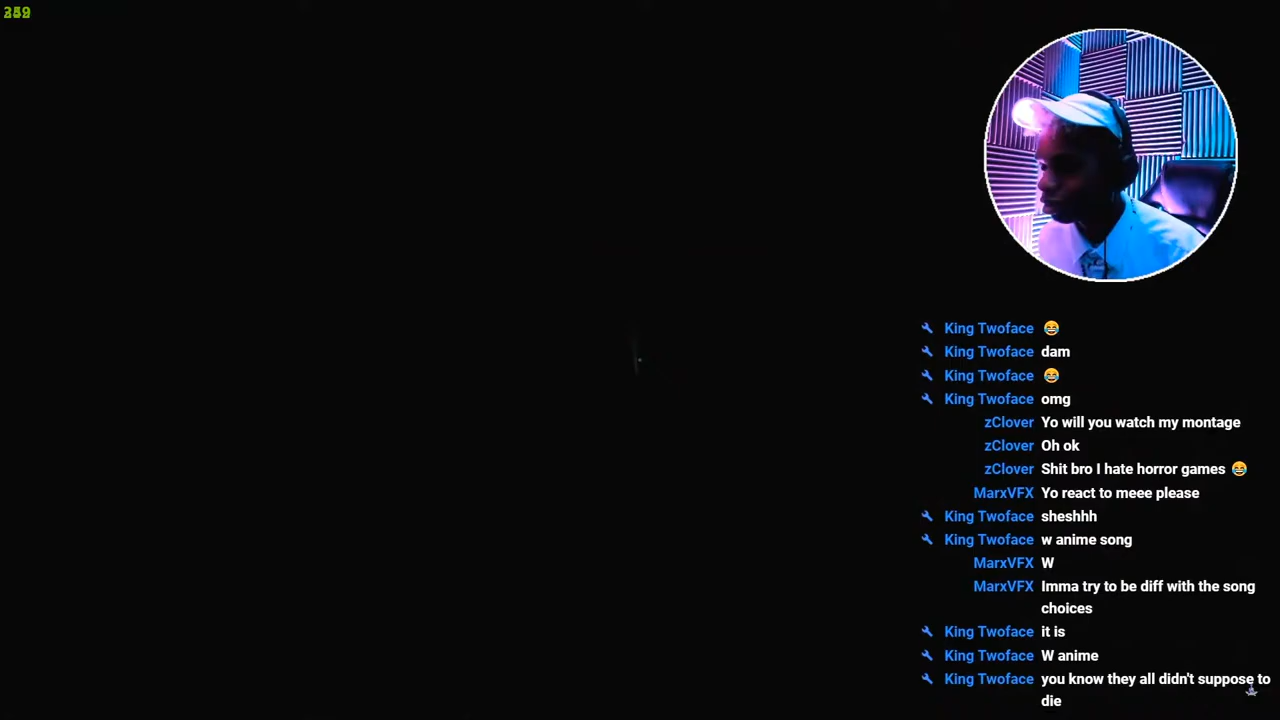 King Twoface 😂
King Twoface dam
King Twoface 😂
King Twoface omg
zClover Yo will you watch my montage
zClover Oh ok
zClover Shit bro I hate horror games 😂
MarxVFX Yo react to meee please
King Twoface sheshhh
King Twoface w anime song
MarxVFX W
MarxVFX Imma try to be diff with the song
choices
King Twoface it is
King Twoface W anime
King Twoface you know they all didn't suppose to
die